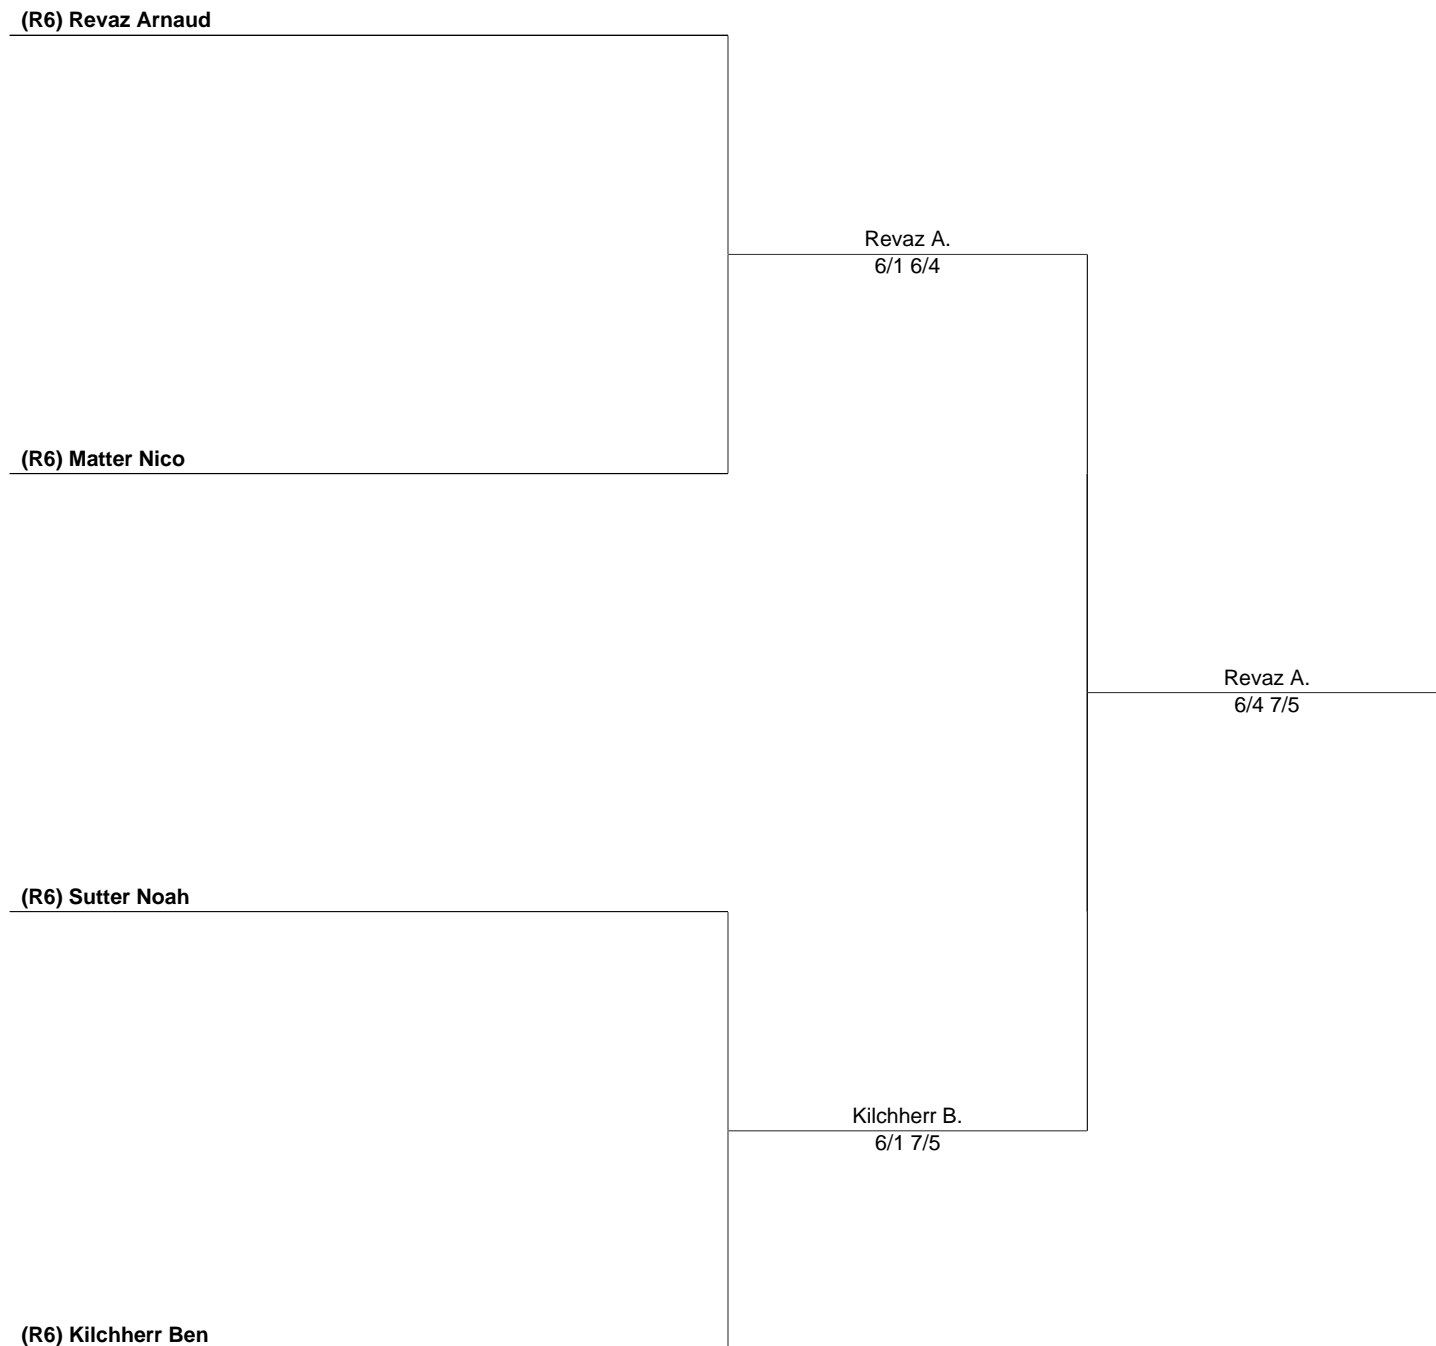 (R6) Revaz Arnaud
Revaz A.
6/1 6/4
(R6) Matter Nico
Revaz A.
6/4 7/5
(R6) Sutter Noah
Kilchherr B.
6/1 7/5
(R6) Kilchherr Ben